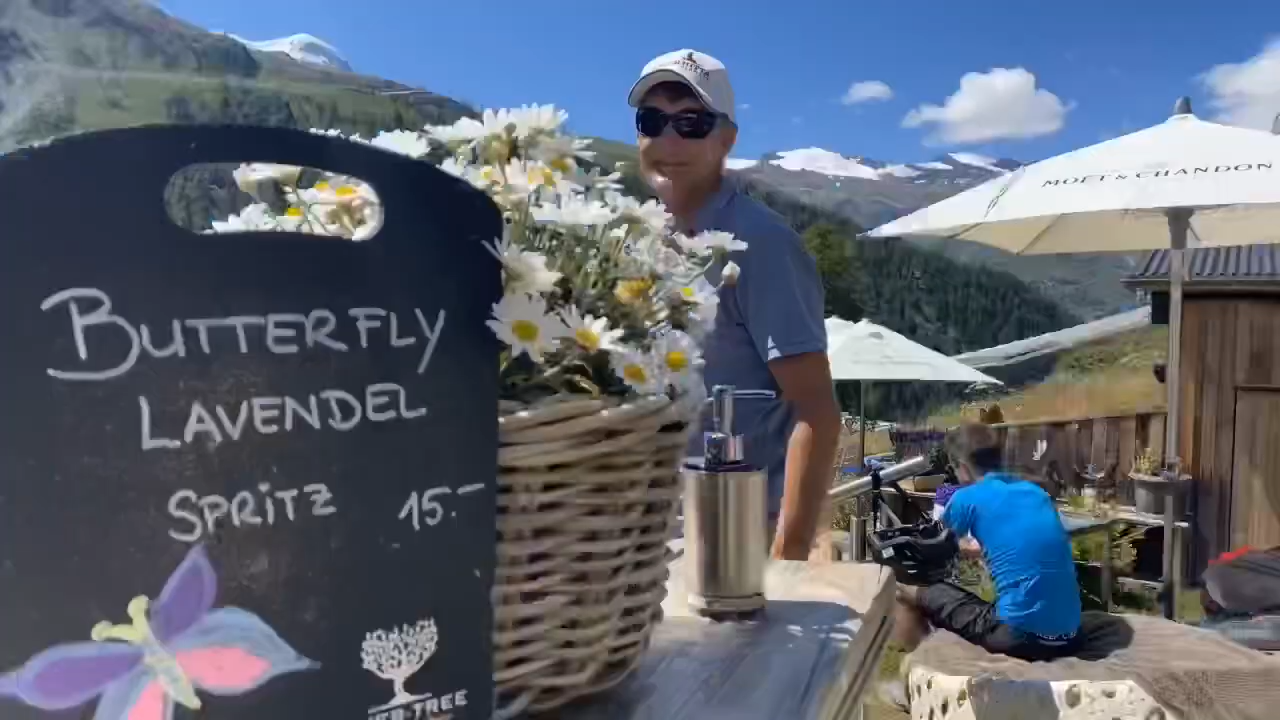 BUTTERFLY
LAVENDEL
SPRiTZ 15.–
MOËT & CHANDON